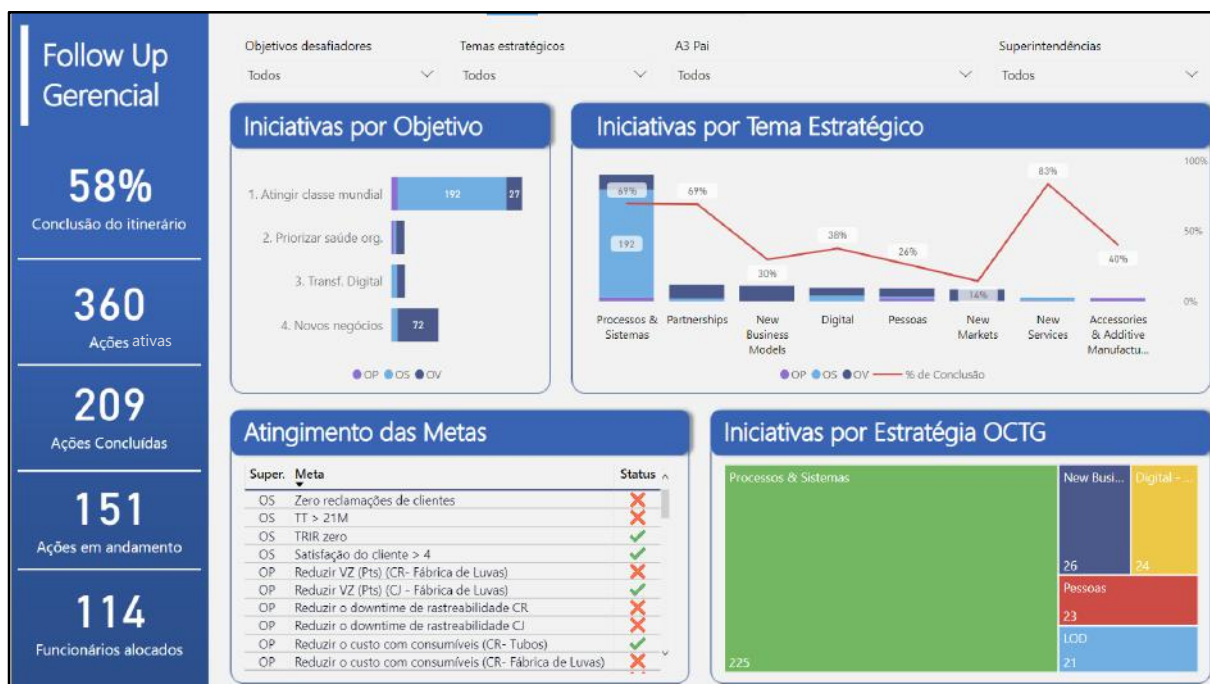 Follow Up
Gerencial
58%
Conclusão do itinerário
360
Ações ativas
209
Ações Concluídas
151
Ações em andamento
114
Funcionários alocados
Objetivos desafiadores
Todos
Temas estratégicos
Todos
A3 Pai
Todos
Superintendências
Todos
Iniciativas por Objetivo
1. Atingir classe mundial
192
27
2. Priorizar saúde org.
3. Transf. Digital
4. Novos negócios
72
OP OS OV
Iniciativas por Tema Estratégico
100%
50%
0%
69%
69%
30%
38%
26%
14%
83%
40%
192
Processos &
Sistemas
Partnerships
New
Business
Models
Digital
Pessoas
New
Markets
New
Services
Accessories
& Additive
Manufactu...
OP OS OV % de Conclusão
Atingimento das Metas
Super. Meta Status
OS Zero reclamações de clientes
OS TT > 21M
OS TRIR zero
OS Satisfação do cliente > 4
OP Reduzir VZ (Pts) (CR- Fábrica de Luvas)
OP Reduzir VZ (Pts) (CJ - Fábrica de Luvas)
OP Reduzir o downtime de rastreabilidade CR
OP Reduzir o downtime de rastreabilidade CJ
OP Reduzir o custo com consumíveis (CR- Tubos)
OP Reduzir o custo com consumíveis (CR- Fábrica de Luvas)
Iniciativas por Estratégia OCTG
Processos & Sistemas
225
New Busi...
26
Digital - ...
24
Pessoas
23
LOD
21